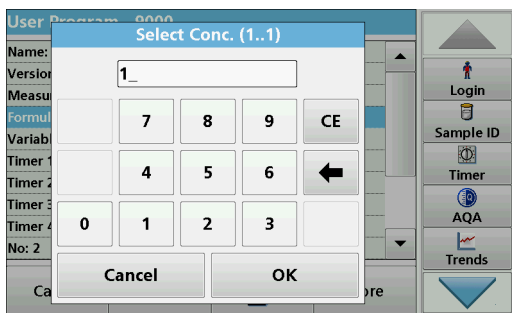 User Program 9000
Select Conc. (1..1)
Name:
Version
Measu
Formul
Variabl
Timer 1
Timer 2
Timer 3
Timer 4
No: 2
1_
7 8 9 CE
4 5 6
0 1 2 3
Cancel OK
Ca ore
Login
Sample ID
Timer
AQA
Trends